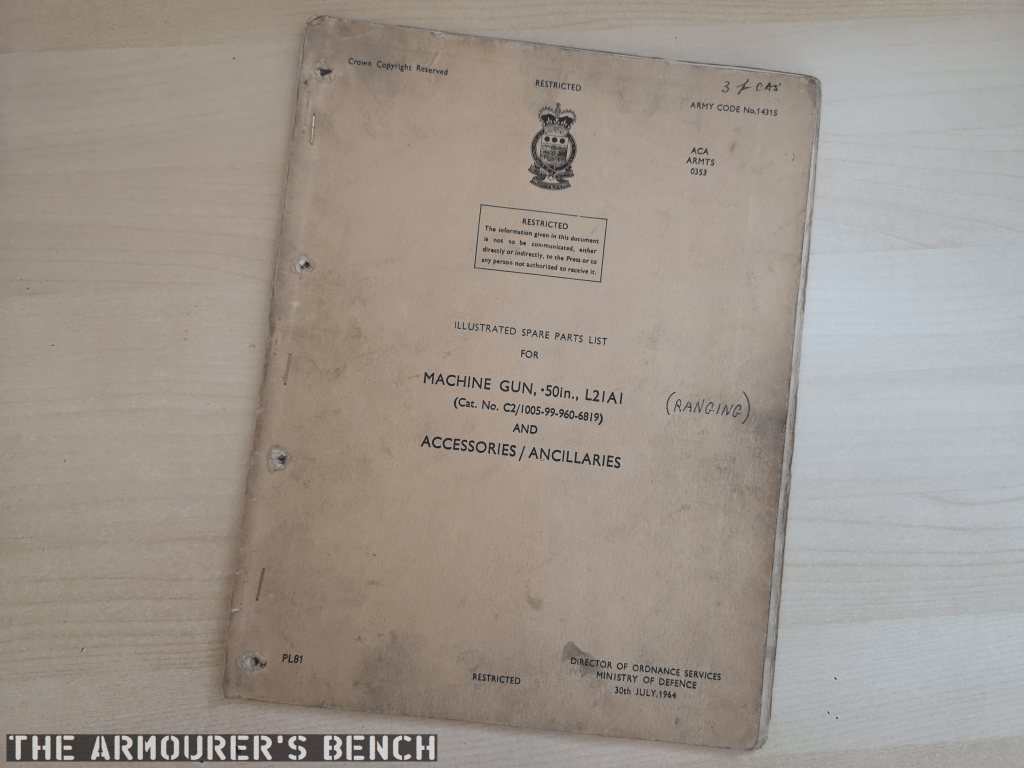 Crown Copyright Reserved
RESTRICTED
ARMY CODE No.14315
ACA
ARMTS
0353
RESTRICTED
The information given in this document
is not to be communicated, either
directly or indirectly, to the Press or to
any person not authorized to receive it.
ILLUSTRATED SPARE PARTS LIST
FOR
MACHINE GUN, ·50in., L21A1
(RANGING)
(Cat. No. C2/1005-99-960-6819)
AND
ACCESSORIES/ANCILLARIES
PL81
RESTRICTED
DIRECTOR OF ORDNANCE SERVICES
MINISTRY OF DEFENCE
30th JULY,1964
THE ARMOURER'S BENCH